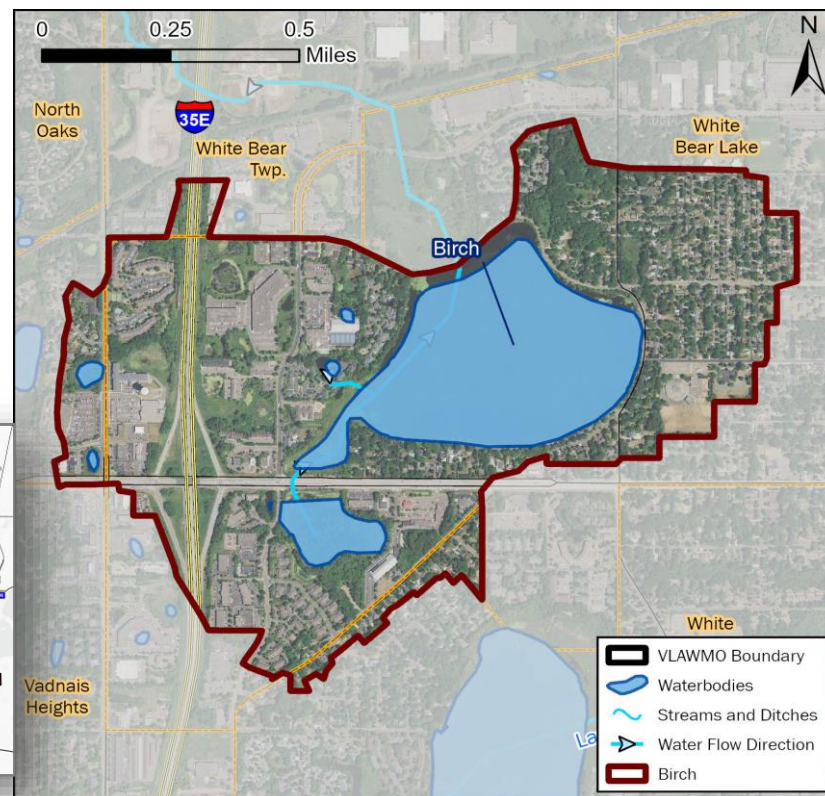 0 0.25 0.5
Miles
N
North
Oaks
35E
White Bear
Twp.
White
Bear Lake
Birch
Vadnais
Heights
White
La
VLAWMO Boundary
Waterbodies
Streams and Ditches
Water Flow Direction
Birch